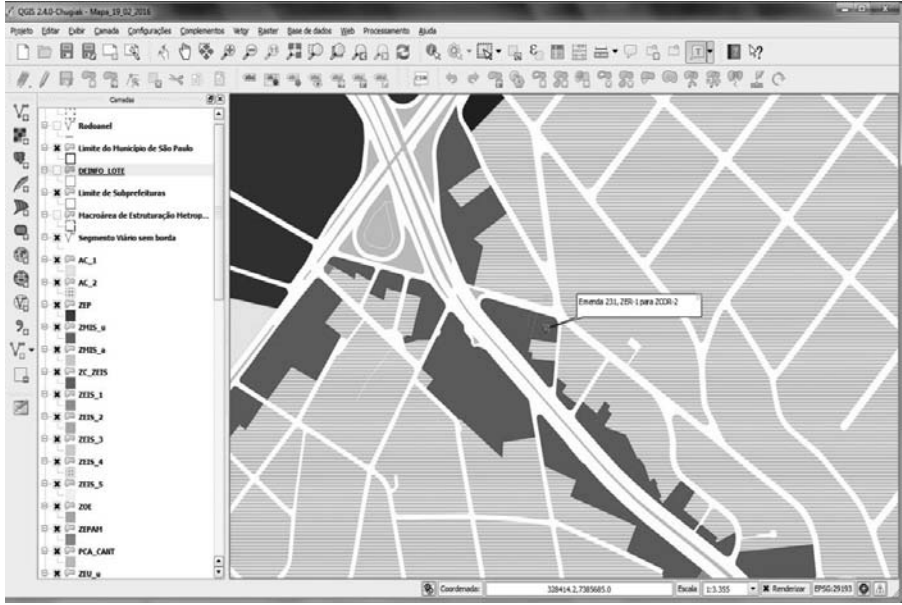 QGIS 2.4.0-Chugiak - Mapa_19_02_2016
Projeto Editar Exibir Camada Configurações Complementos Vetor Raster Base de dados Web Processamento Ajuda
Camadas
Rodoanel
Limite do Município de São Paulo
DEINFO_LOTE
Limite de Subprefeituras
Macroárea de Estruturação Metrop...
Segmento Viário sem borda
AC_1
AC_2
ZEP
ZMIS_u
ZMIS_a
ZC_ZEIS
ZEIS_1
ZEIS_2
ZEIS_3
ZEIS_4
ZEIS_5
ZOE
ZEPAM
PCA_CART
ZEU_u
Emenda 231, ZER-1 para ZCOR-2
Coordenada: 328414.2,7385685.0 Escala 1:3.355 Renderizar EPSG:29193